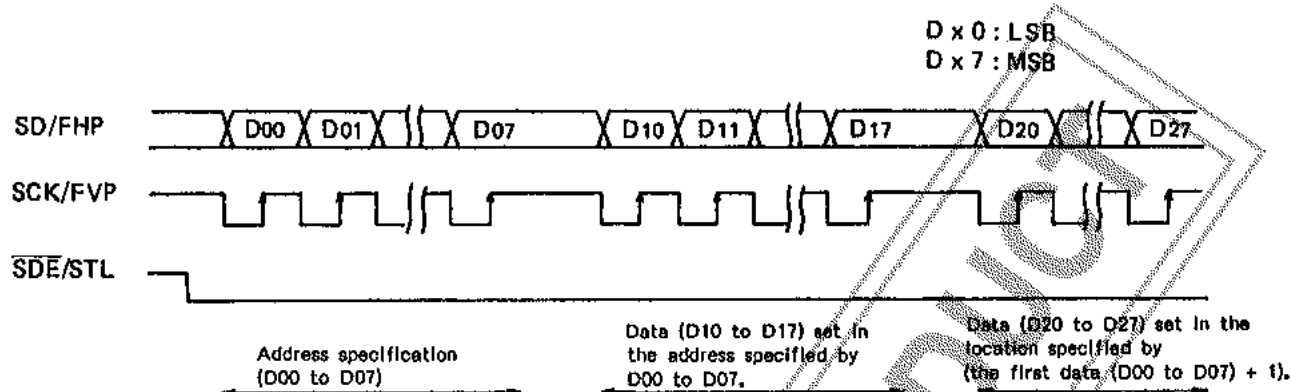 D x 0 : LSB
D x 7 : MSB
SD/FHP
D00 D01 D07 D10 D11 D17 D20 D27
SCK/FVP
SDE/STL
Address specification
(D00 to D07)
Data (D10 to D17) set in
the address specified by
D00 to D07.
Data (D20 to D27) set in the
location specified by
(the first data (D00 to D07) + 1).